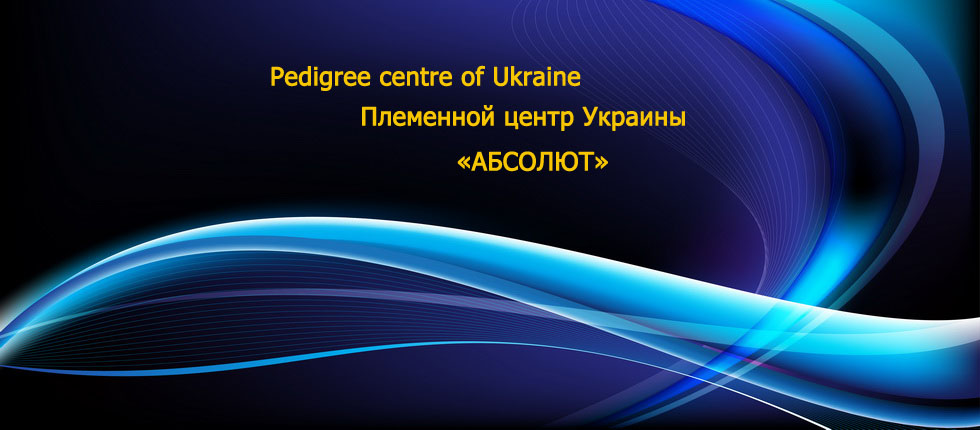 Pedigree centre of Ukraine
Племенной центр Украины
«АБСОЛЮТ»